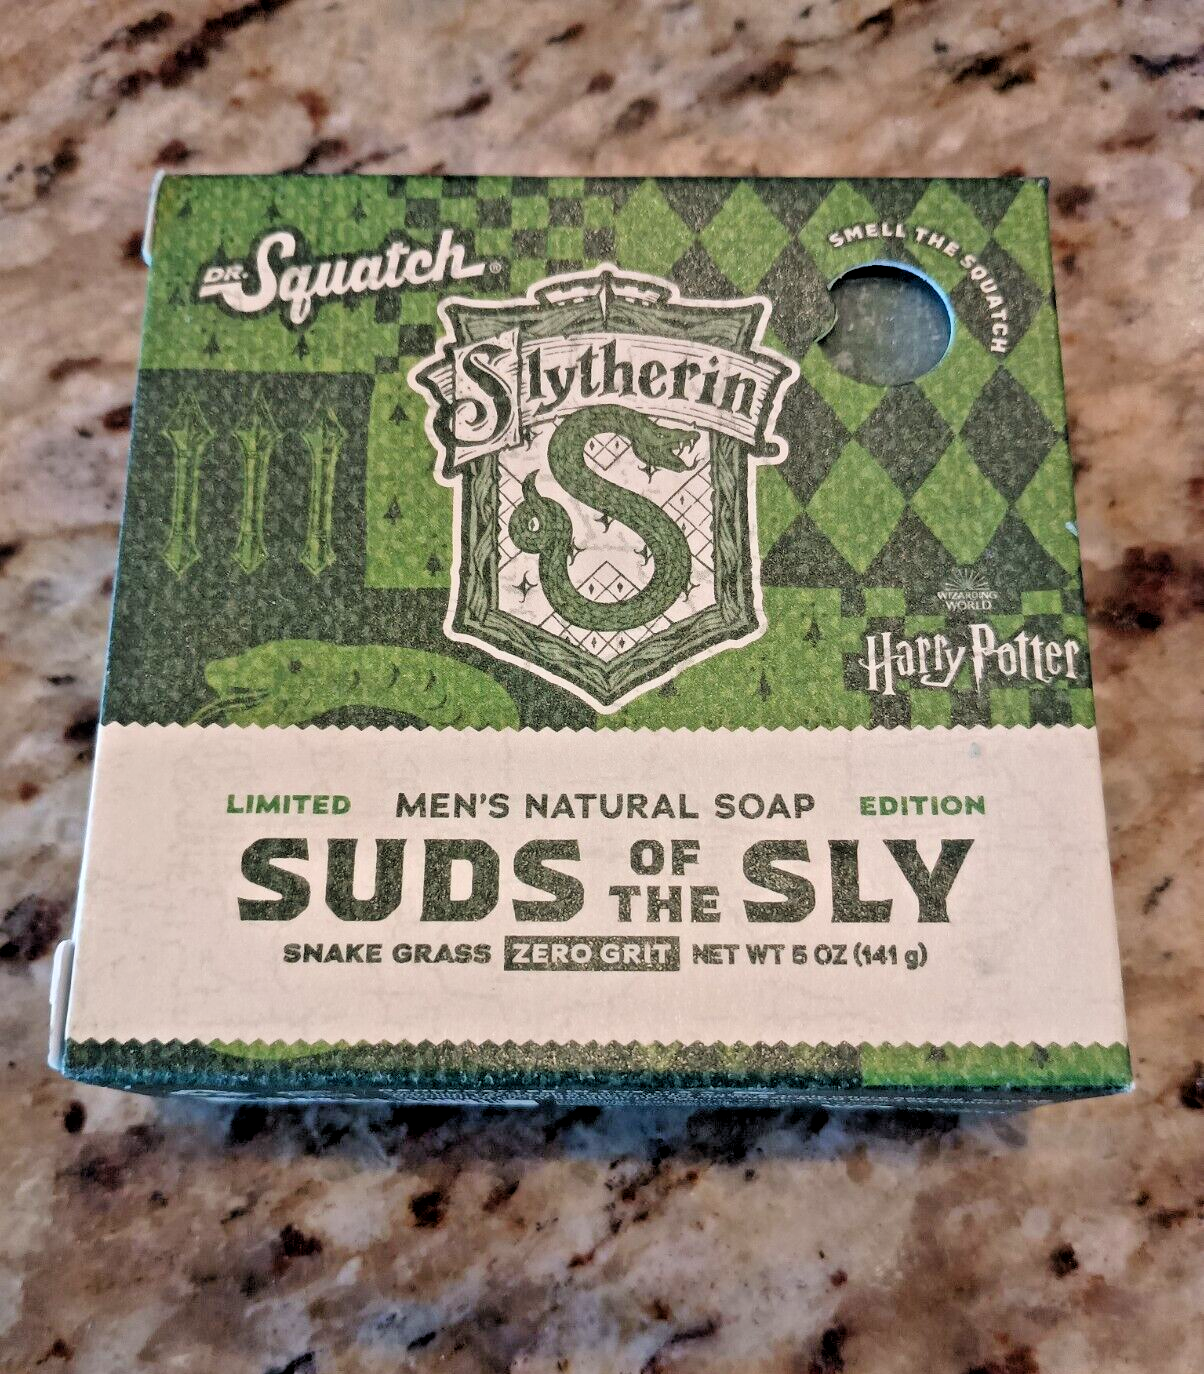 DR. Squatch®
SMELL THE SQUATCH
Slytherin
WIZARDING
WORLD
Harry Potter
LIMITED MEN'S NATURAL SOAP EDITION
SUDS OF THE SLY
SNAKE GRASS ZERO GRIT NET WT 5 OZ (141 g)